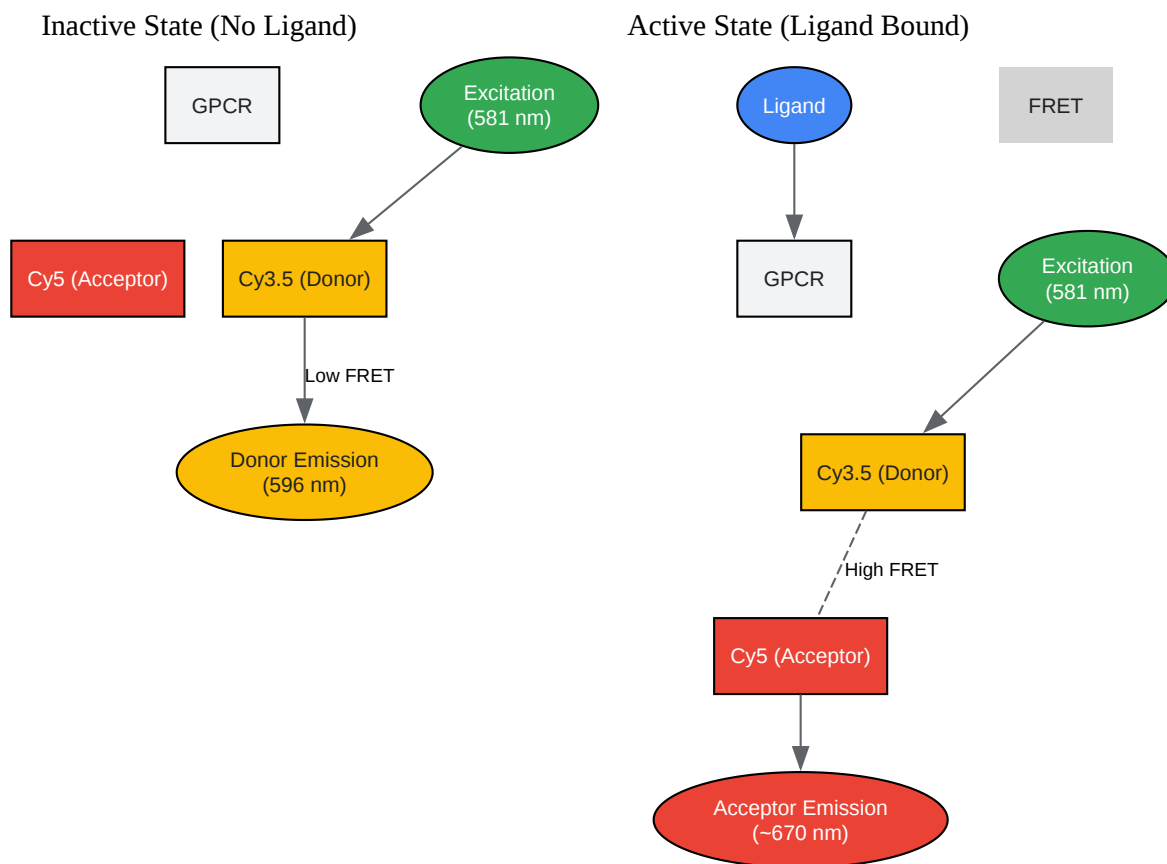 Inactive State (No Ligand)
GPCR
Excitation
(581 nm)
Cy5 (Acceptor)
Cy3.5 (Donor)
Low FRET
Donor Emission
(596 nm)
Active State (Ligand Bound)
Ligand
FRET
GPCR
Excitation
(581 nm)
Cy3.5 (Donor)
High FRET
Cy5 (Acceptor)
Acceptor Emission
(~670 nm)